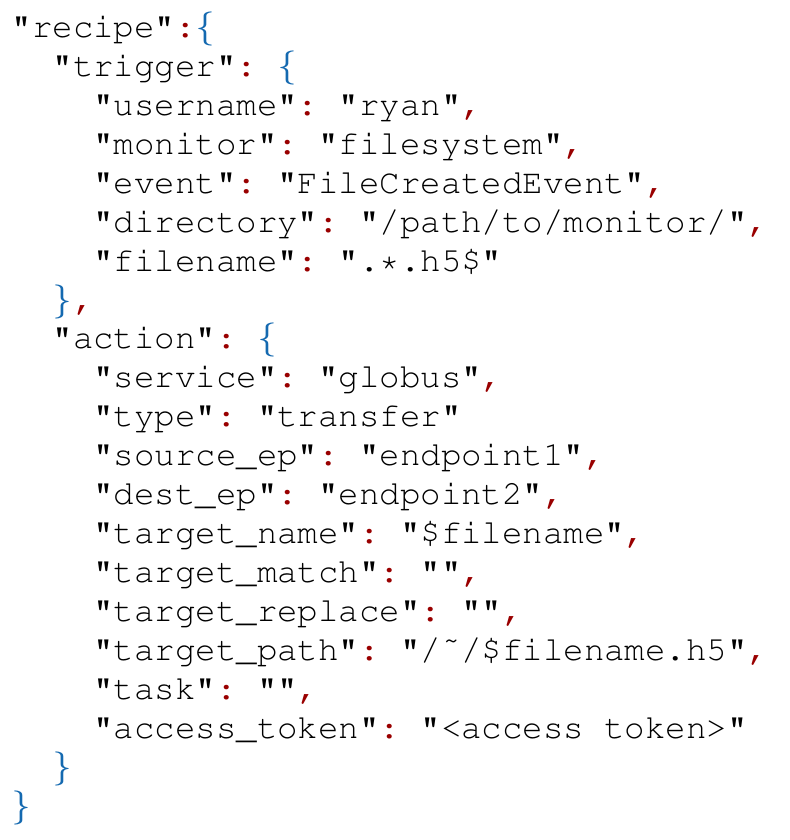 "recipe":{
"trigger": {
"username": "ryan",
"monitor": "filesystem",
"event": "FileCreatedEvent",
"directory": "/path/to/monitor/",
"filename": ".*.h5$"
},
"action": {
"service": "globus",
"type": "transfer"
"source_ep": "endpoint1",
"dest_ep": "endpoint2",
"target_name": "$filename",
"target_match": "",
"target_replace": "",
"target_path": "/~/$filename.h5",
"task": "",
"access_token": "<access token>"
}
}